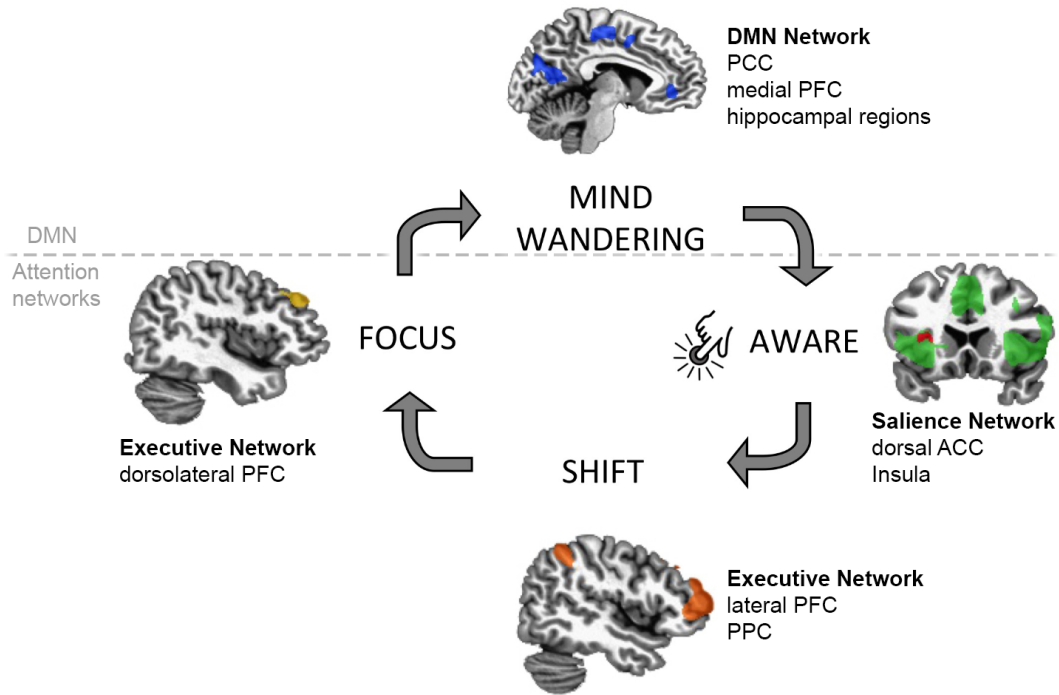 DMN Network
PCC
medial PFC
hippocampal regions
MIND
WANDERING
DMN
Attention
networks
FOCUS
AWARE
Executive Network
dorsolateral PFC
Salience Network
dorsal ACC
Insula
SHIFT
Executive Network
lateral PFC
PPC